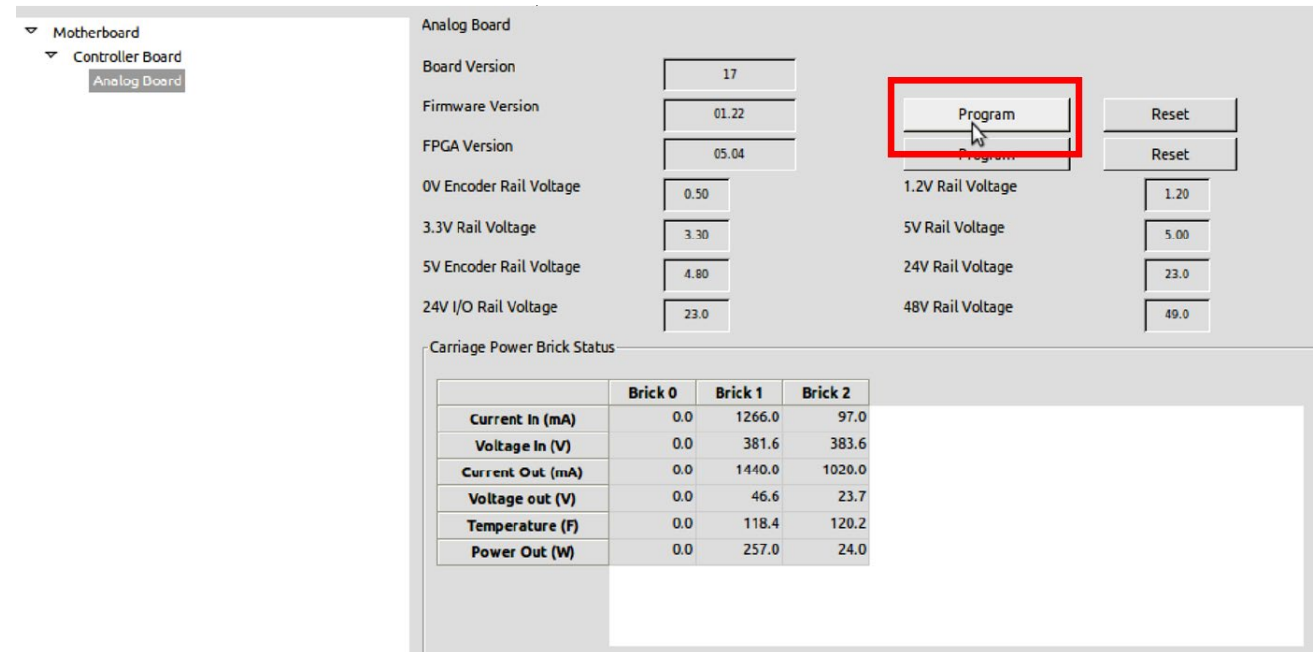 Motherboard
Controller Board
Analog Board
Analog Board
Board Version 17
Firmware Version 01.22 Program Reset
FPGA Version 05.04 Program Reset
0V Encoder Rail Voltage 0.50 1.2V Rail Voltage 1.20
3.3V Rail Voltage 3.30 5V Rail Voltage 5.00
5V Encoder Rail Voltage 4.80 24V Rail Voltage 23.0
24V I/O Rail Voltage 23.0 48V Rail Voltage 49.0
Carriage Power Brick Status
Brick 0 Brick 1 Brick 2
Current In (mA) 0.0 1266.0 97.0
Voltage In (V) 0.0 381.6 383.6
Current Out (mA) 0.0 1440.0 1020.0
Voltage out (V) 0.0 46.6 23.7
Temperature (F) 0.0 118.4 120.2
Power Out (W) 0.0 257.0 24.0